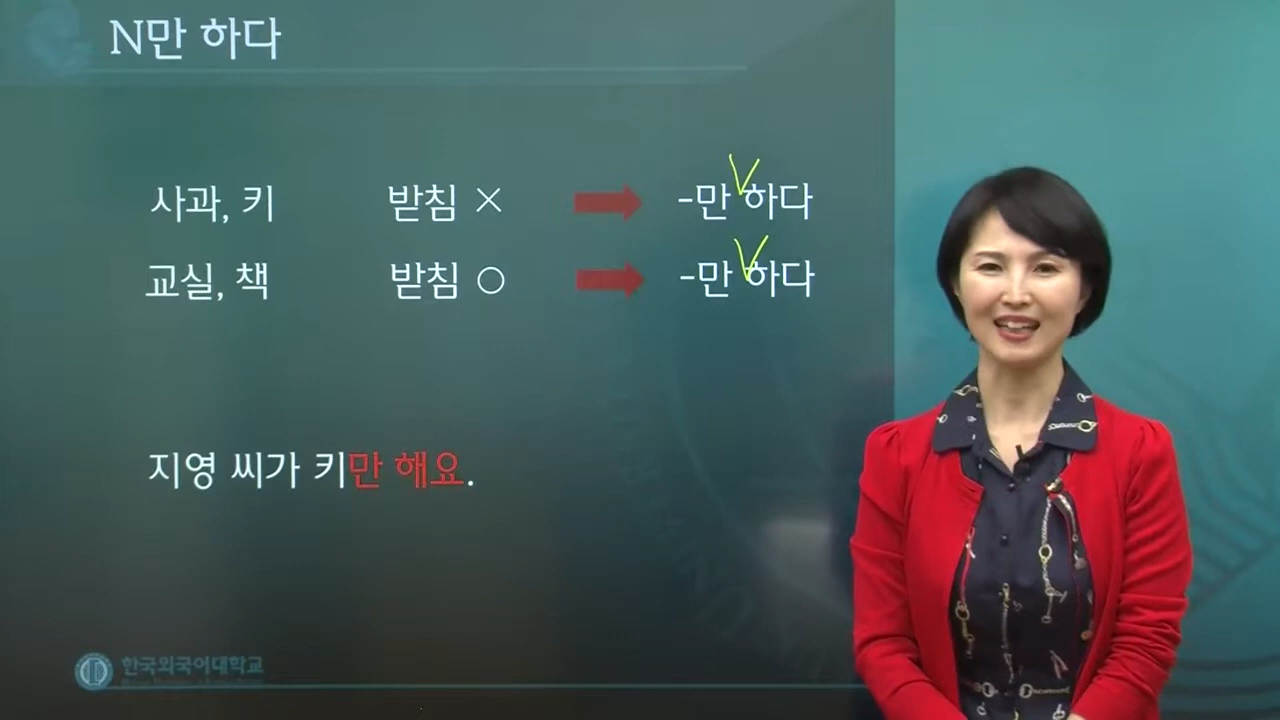 N만 하다
사과, 키 받침 × -만 하다
교실, 책 받침 ○ -만 하다
지영 씨가 키만 해요.
한국외국어대학교